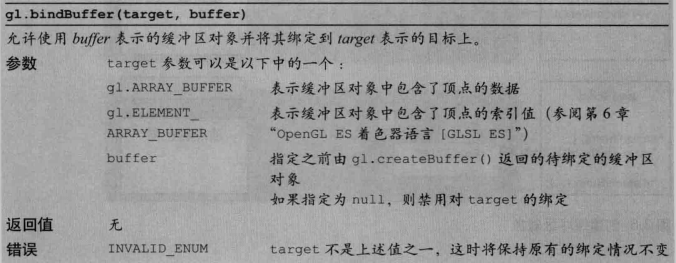 gl.bindBuffer(target, buffer)
允许使用 buffer 表示的缓冲区对象并将其绑定到 target 表示的目标上。
参数 target 参数可以是以下中的一个：
gl.ARRAY_BUFFER 表示缓冲区对象中包含了顶点的数据
gl.ELEMENT_ 表示缓冲区对象中包含了顶点的索引值（参阅第 6 章
ARRAY_BUFFER “OpenGL ES 着色器语言 [GLSL ES]”）
buffer 指定之前由 gl.createBuffer() 返回的待绑定的缓冲区
对象
如果指定为 null，则禁用对 target 的绑定
返回值 无
错误 INVALID_ENUM target 不是上述值之一，这时将保持原有的绑定情况不变